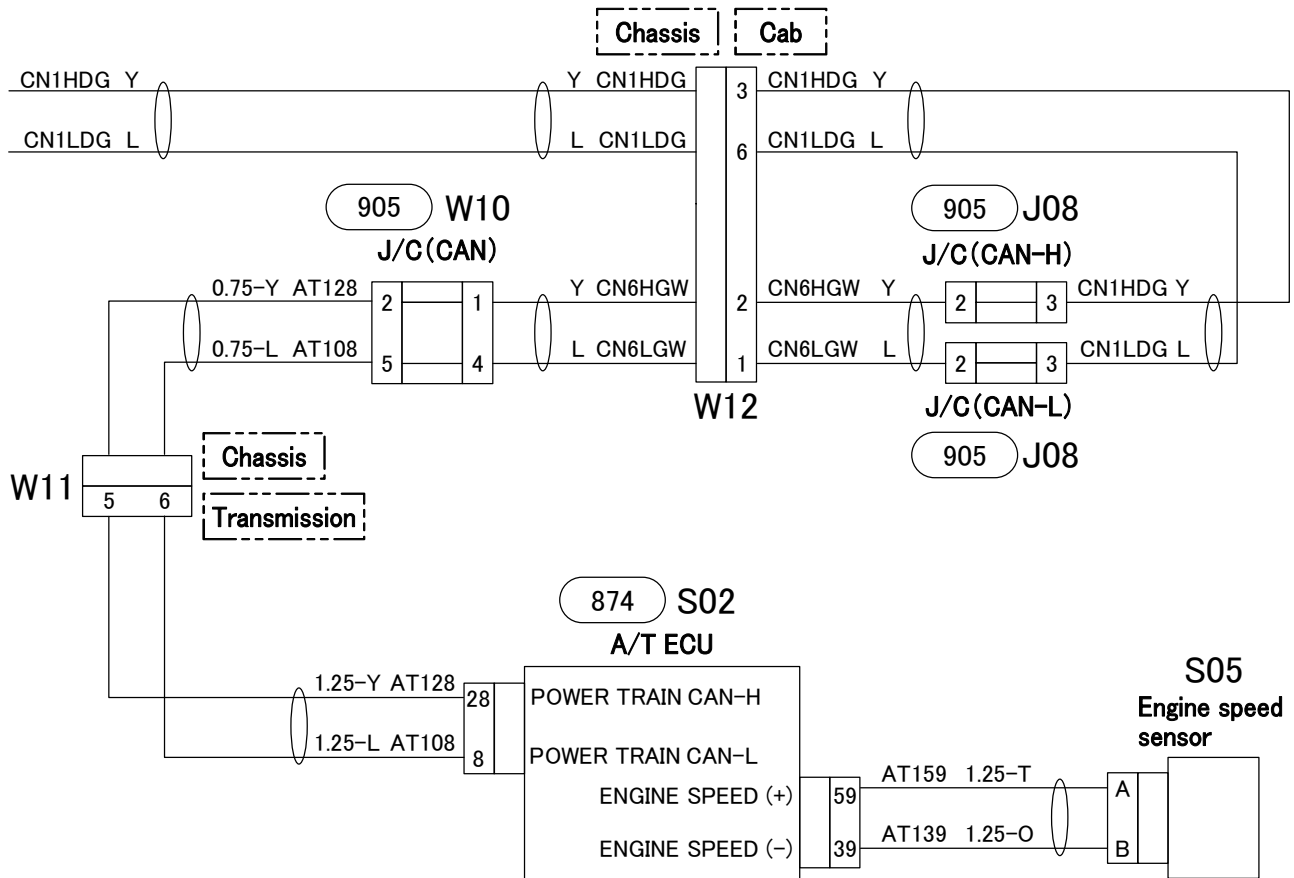 Chassis Cab
CN1HDG Y Y CN1HDG 3 CN1HDG Y
CN1LDG L L CN1LDG 6 CN1LDG L
905 W10 905 J08
J/C(CAN) J/C(CAN-H)
0.75-Y AT128 2 1 Y CN6HGW 2 CN6HGW Y 2 3 CN1HDG Y
0.75-L AT108 5 4 L CN6LGW 1 CN6LGW L 2 3 CN1LDG L
W12 J/C(CAN-L)
Chassis 905 J08
W11 5 6
Transmission
874 S02
A/T ECU
S05
1.25-Y AT128 28 POWER TRAIN CAN-H
Engine speed
sensor
1.25-L AT108 8 POWER TRAIN CAN-L
ENGINE SPEED (+) 59 AT159 1.25-T A
ENGINE SPEED (-) 39 AT139 1.25-O B